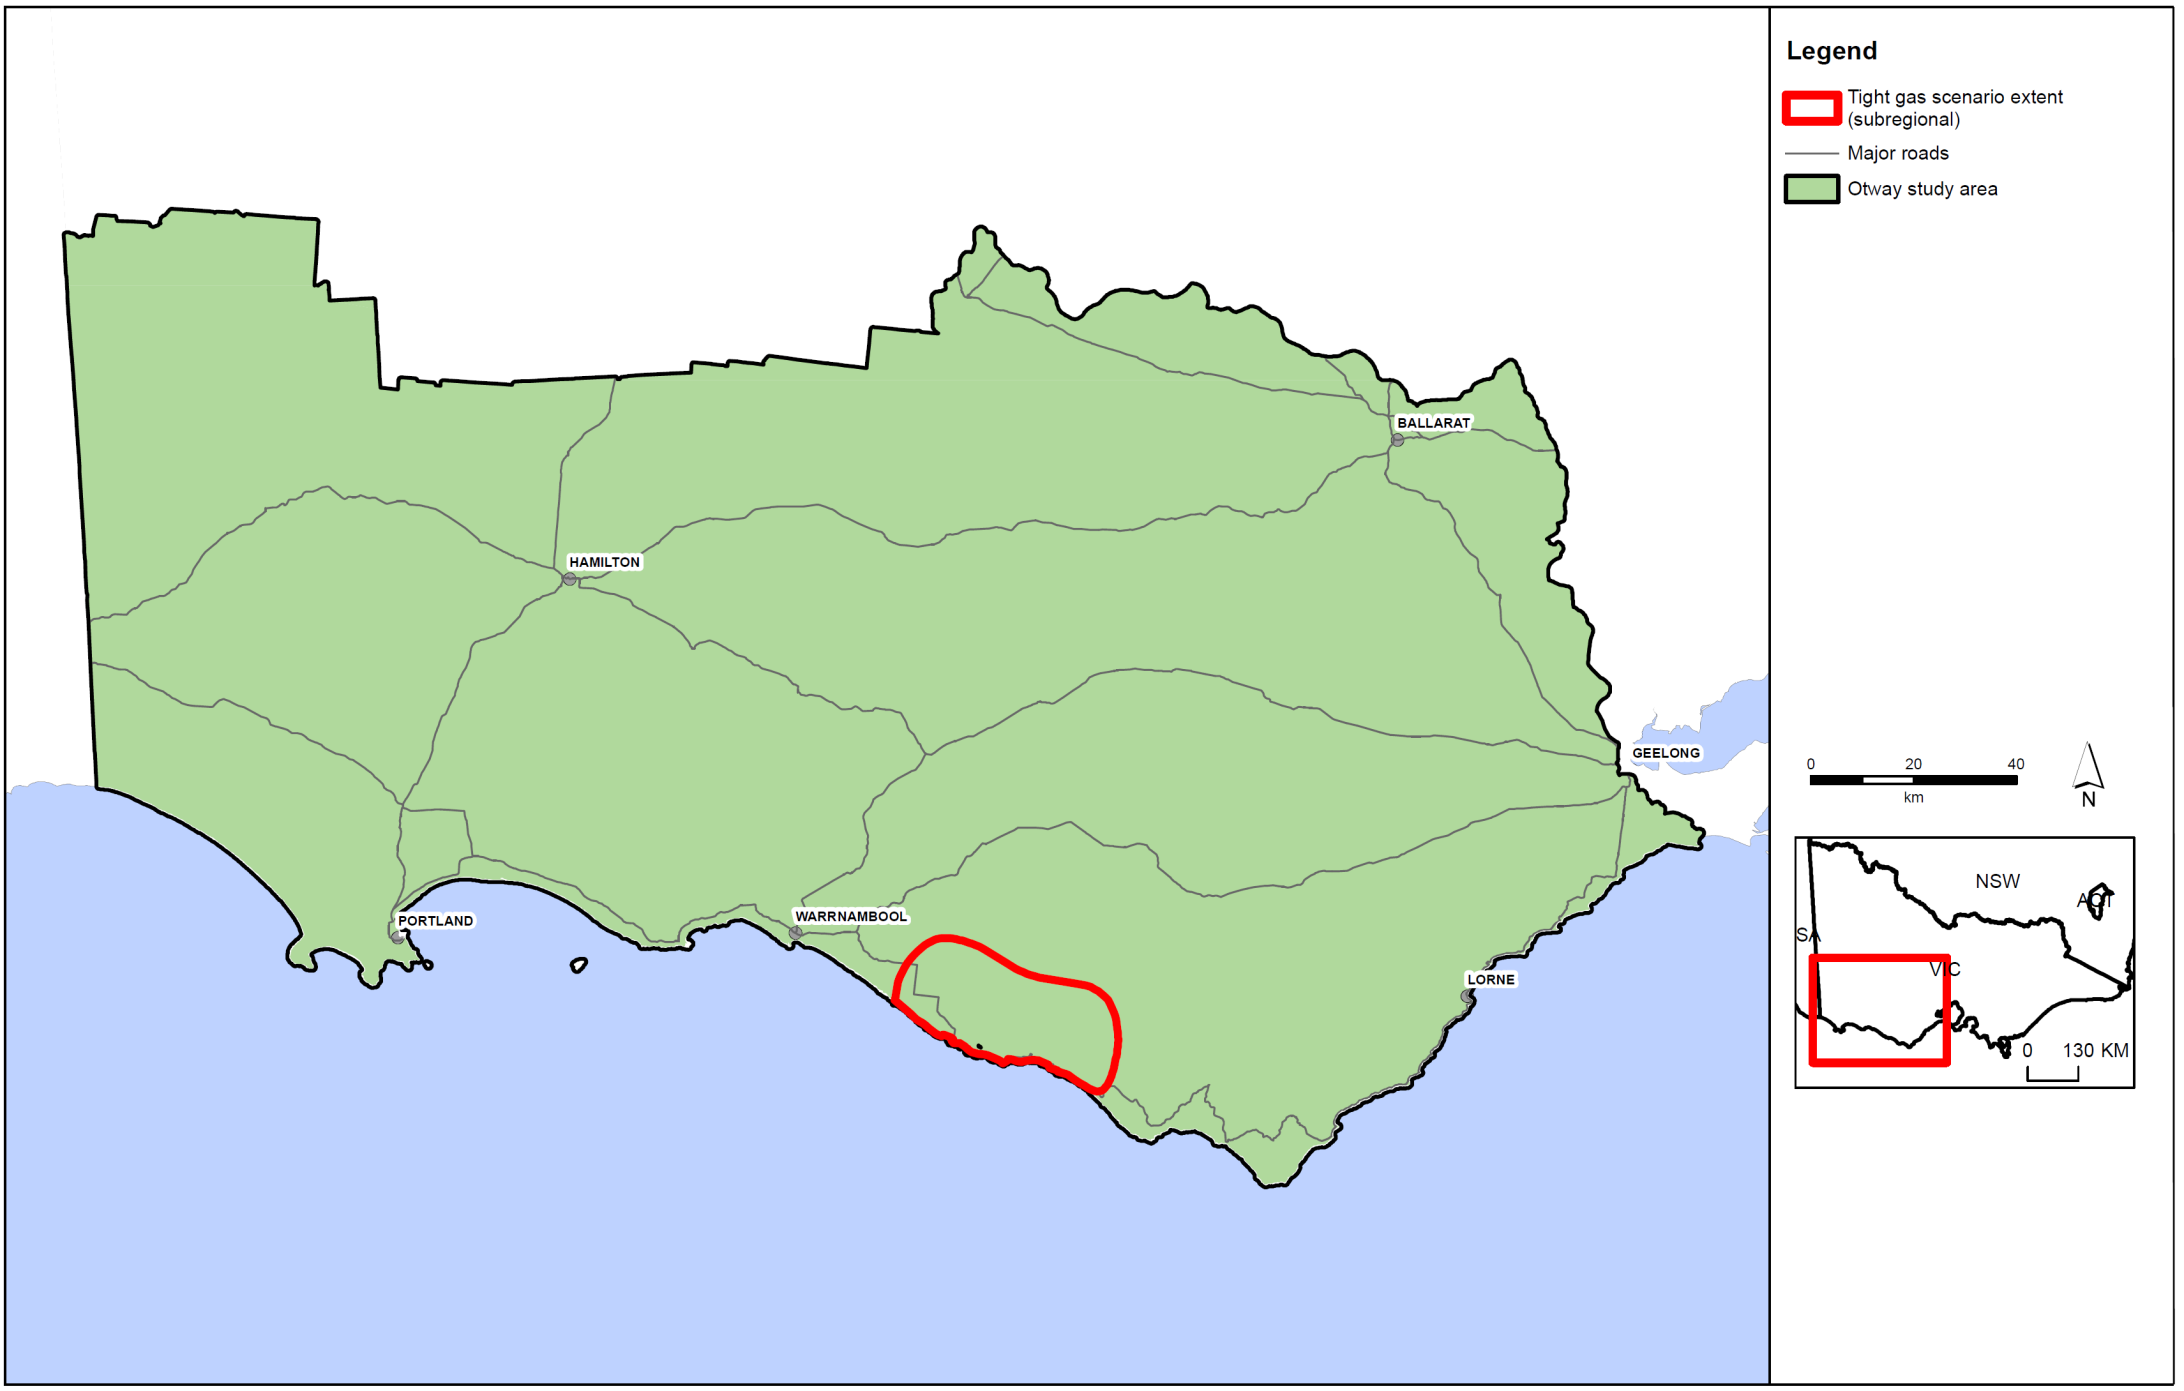 BALLARAT
HAMILTON
GEELONG
PORTLAND
WARRNAMBOOL
LORNE
Legend
Tight gas scenario extent
(subregional)
Major roads
Otway study area
0 20 40
km
N
NSW
ACT
SA
VIC
0 130 KM